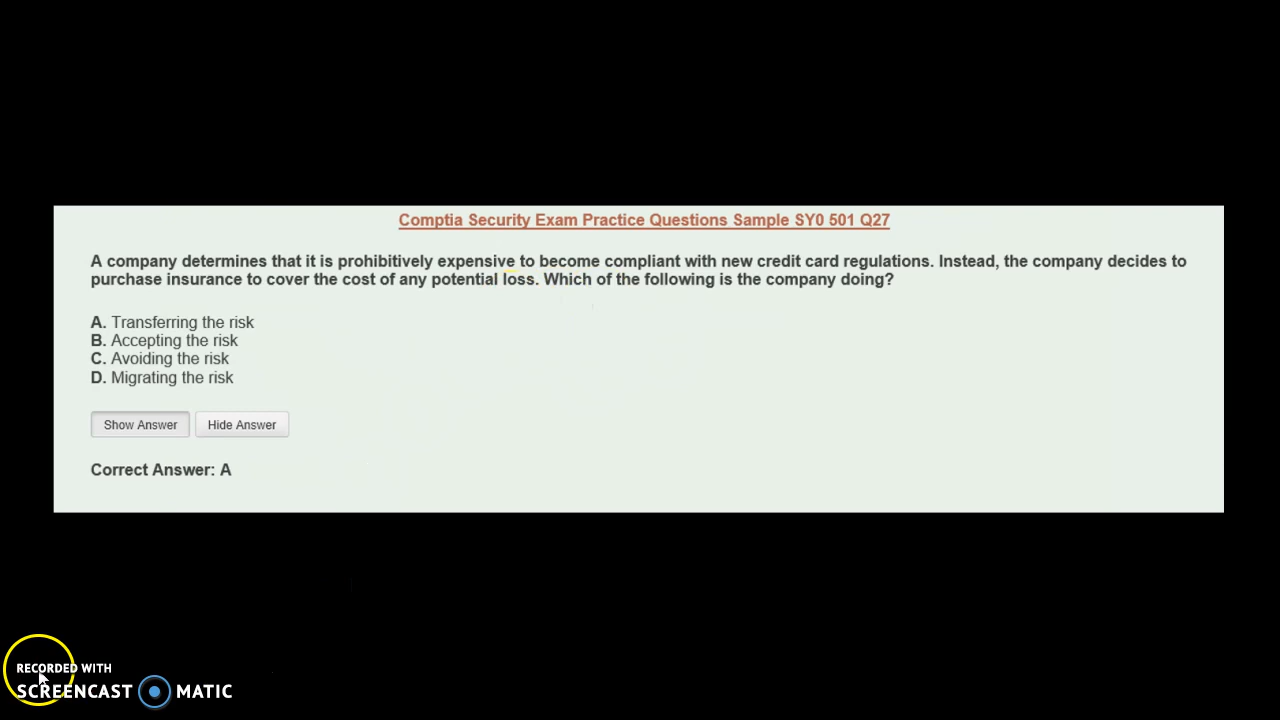 Comptia Security Exam Practice Questions Sample SY0 501 Q27
A company determines that it is prohibitively expensive to become compliant with new credit card regulations. Instead, the company decides to
purchase insurance to cover the cost of any potential loss. Which of the following is the company doing?
A. Transferring the risk
B. Accepting the risk
C. Avoiding the risk
D. Migrating the risk
Show Answer Hide Answer
Correct Answer: A
RECORDED WITH
SCREENCAST MATIC